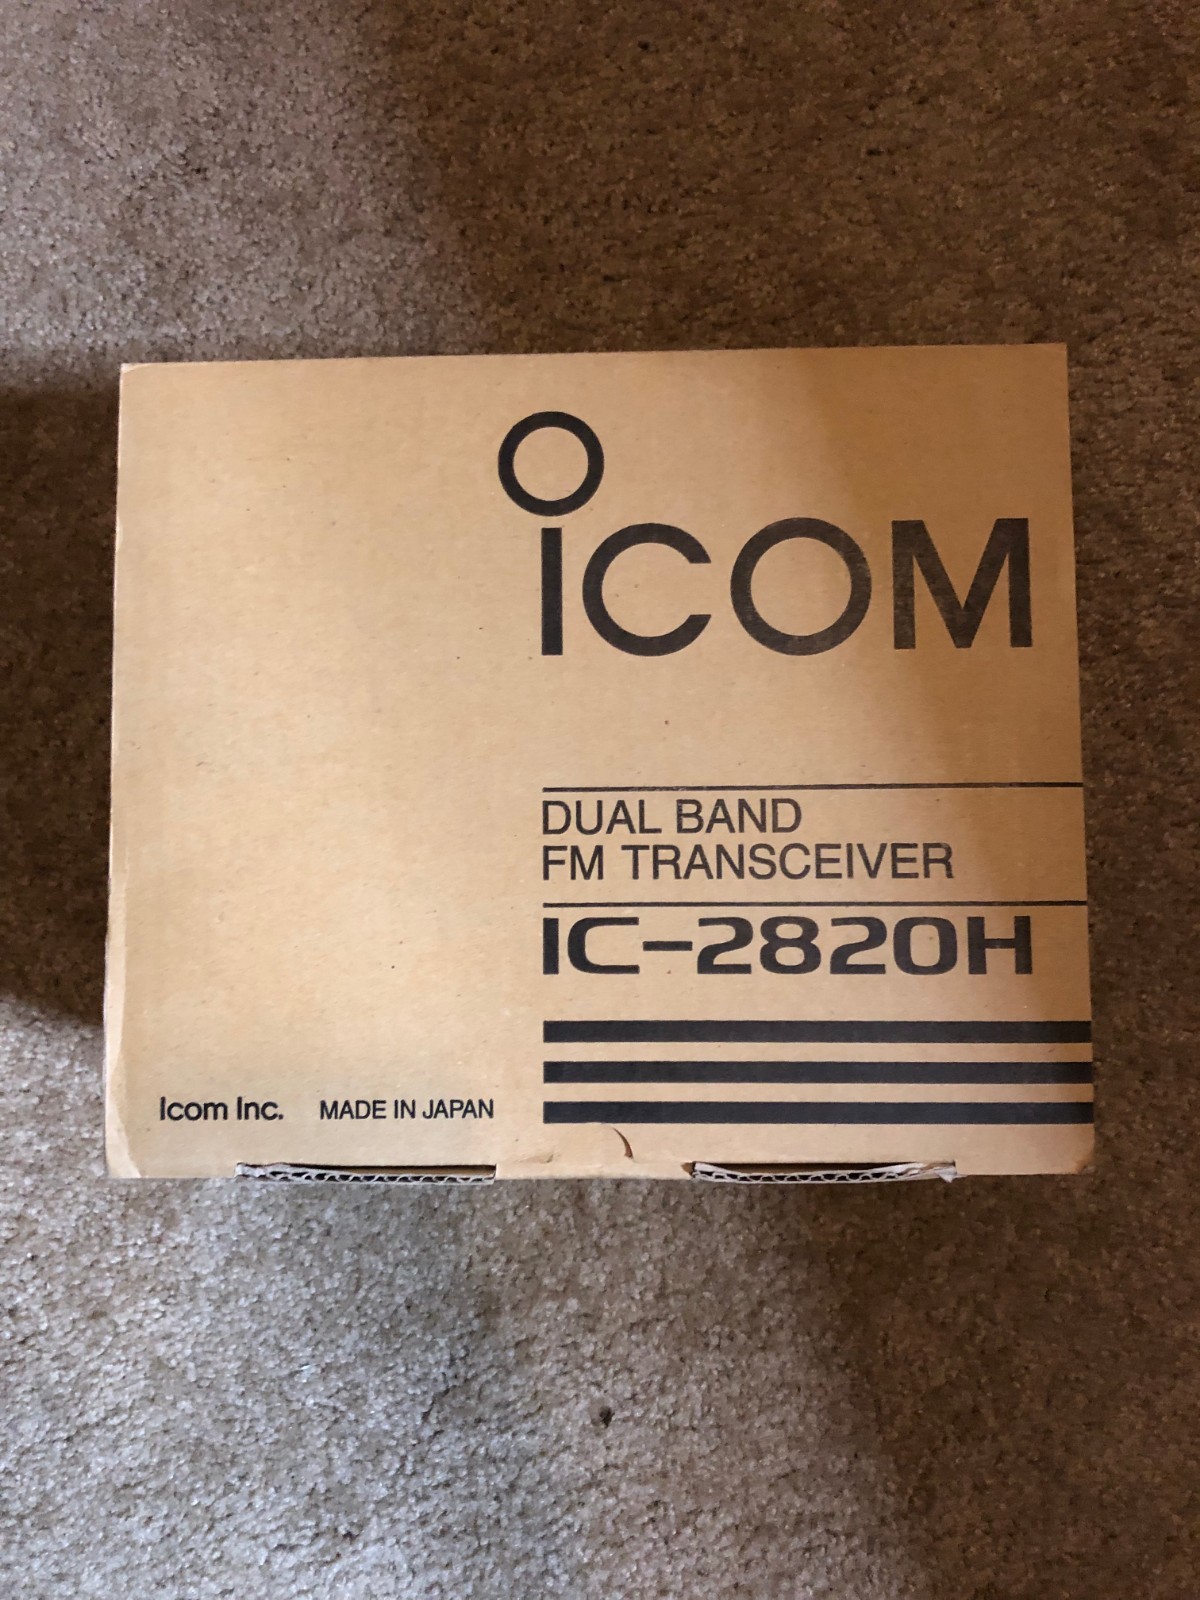 ICOM
DUAL BAND
FM TRANSCEIVER
IC-2820H
Icom Inc. MADE IN JAPAN